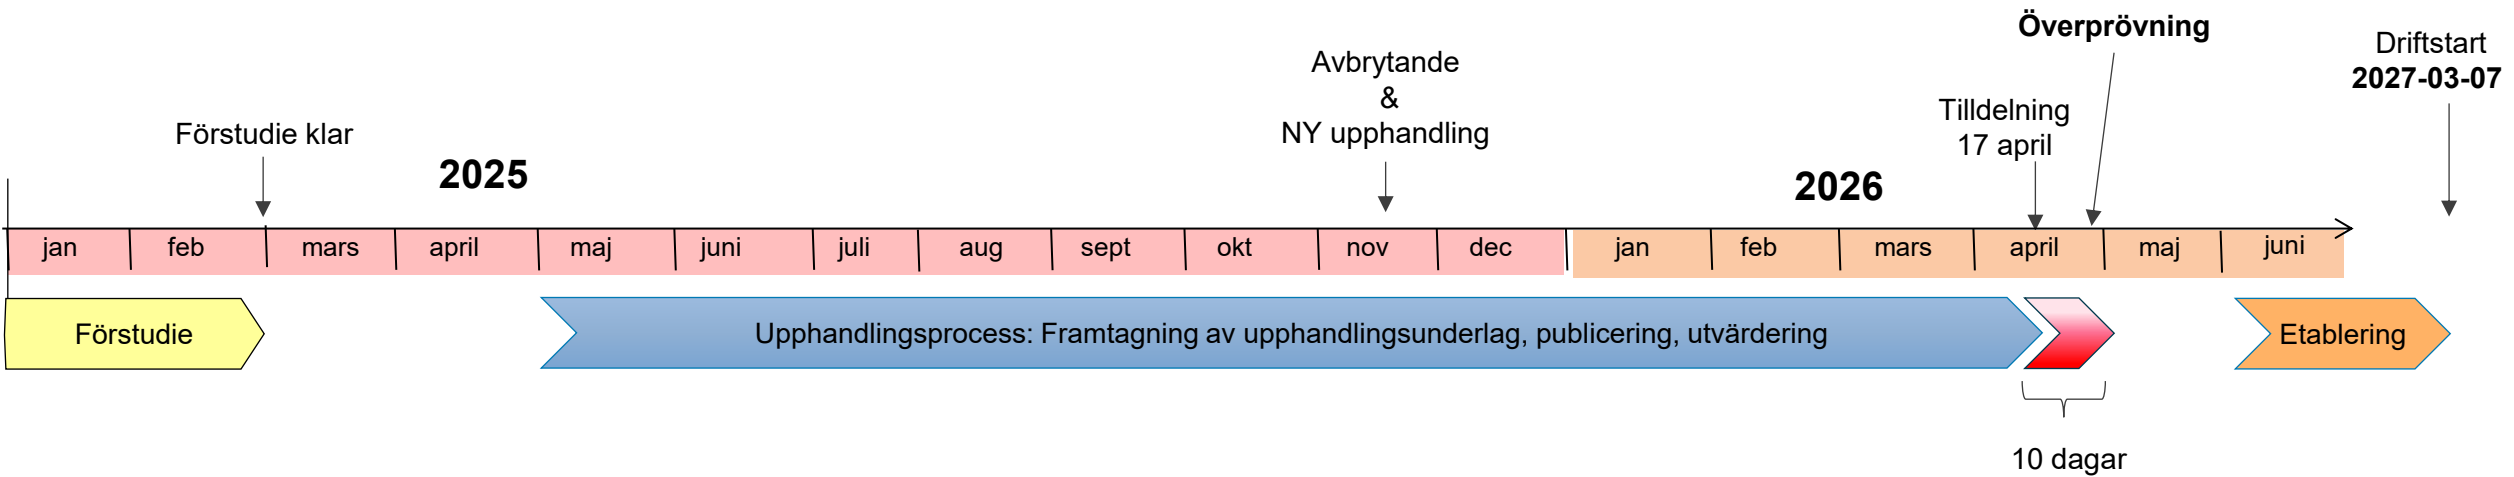 Överprövning
Driftstart
2027-03-07
Avbrytande
&
NY upphandling
Tilldelning
17 april
Förstudie klar
2025
2026
jan feb mars april maj juni juli aug sept okt nov dec jan feb mars april maj juni
Förstudie
Upphandlingsprocess: Framtagning av upphandlingsunderlag, publicering, utvärdering
Etablering
10 dagar